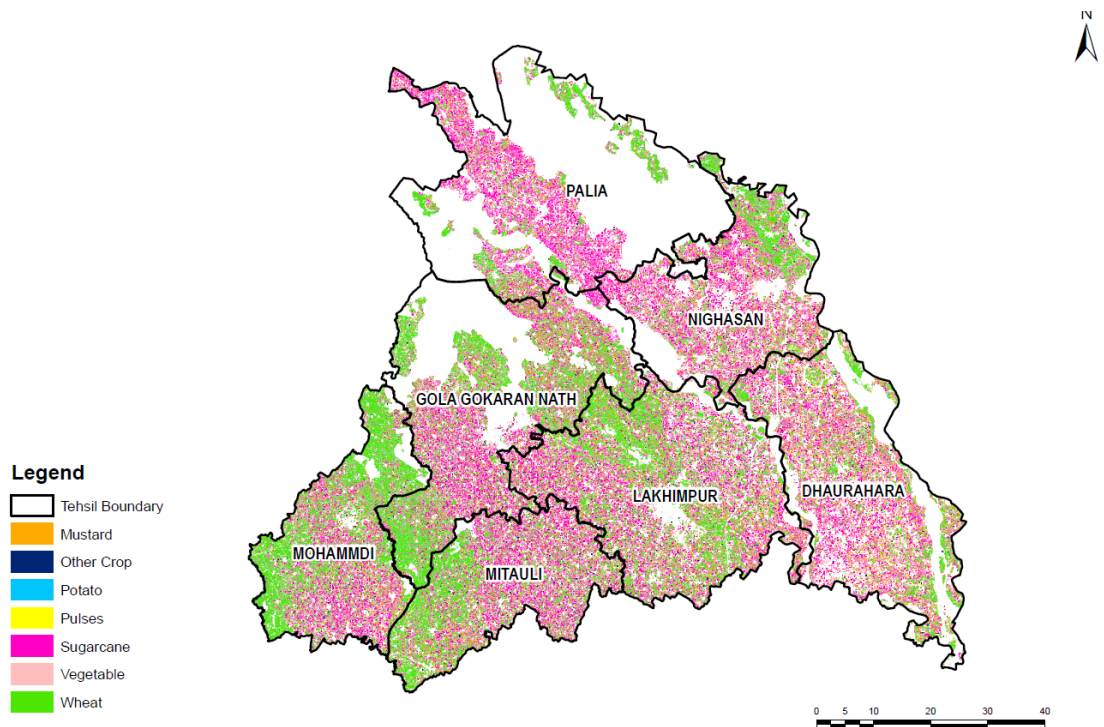 N
PALIA
NIGHASAN
GOLA GOKARAN NATH
LAKHIMPUR
DHAURAHARA
MOHAMMDI
MITAULI
Legend
Tehsil Boundary
Mustard
Other Crop
Potato
Pulses
Sugarcane
Vegetable
Wheat
0 5 10 20 30 40